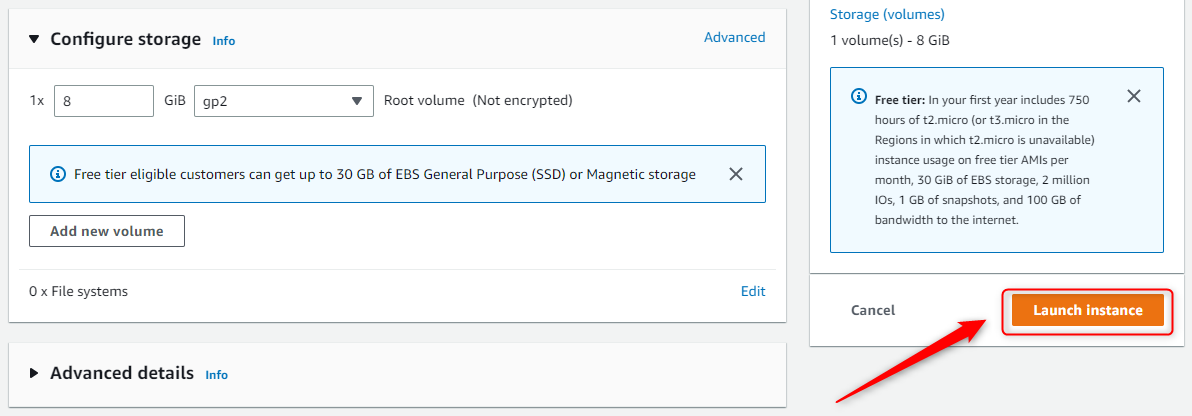 Configure storage Info
Advanced
1x 8 GiB gp2 Root volume (Not encrypted)
Free tier eligible customers can get up to 30 GB of EBS General Purpose (SSD) or Magnetic storage
Add new volume
0 x File systems
Edit
Advanced details Info
Storage (volumes)
1 volume(s) - 8 GiB
Free tier: In your first year includes 750
hours of t2.micro (or t3.micro in the
Regions in which t2.micro is unavailable)
instance usage on free tier AMIs per
month, 30 GiB of EBS storage, 2 million
IOs, 1 GB of snapshots, and 100 GB of
bandwidth to the internet.
Cancel
Launch instance